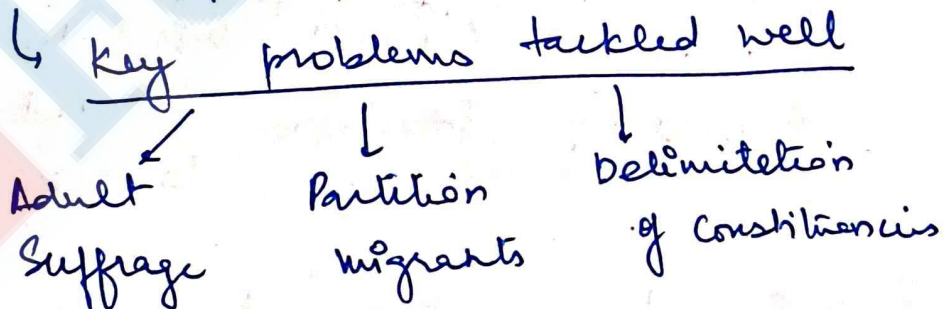 ↳ Key problems tackled well
Adult Suffrage
Partition migrants
Delimitation of constituencies